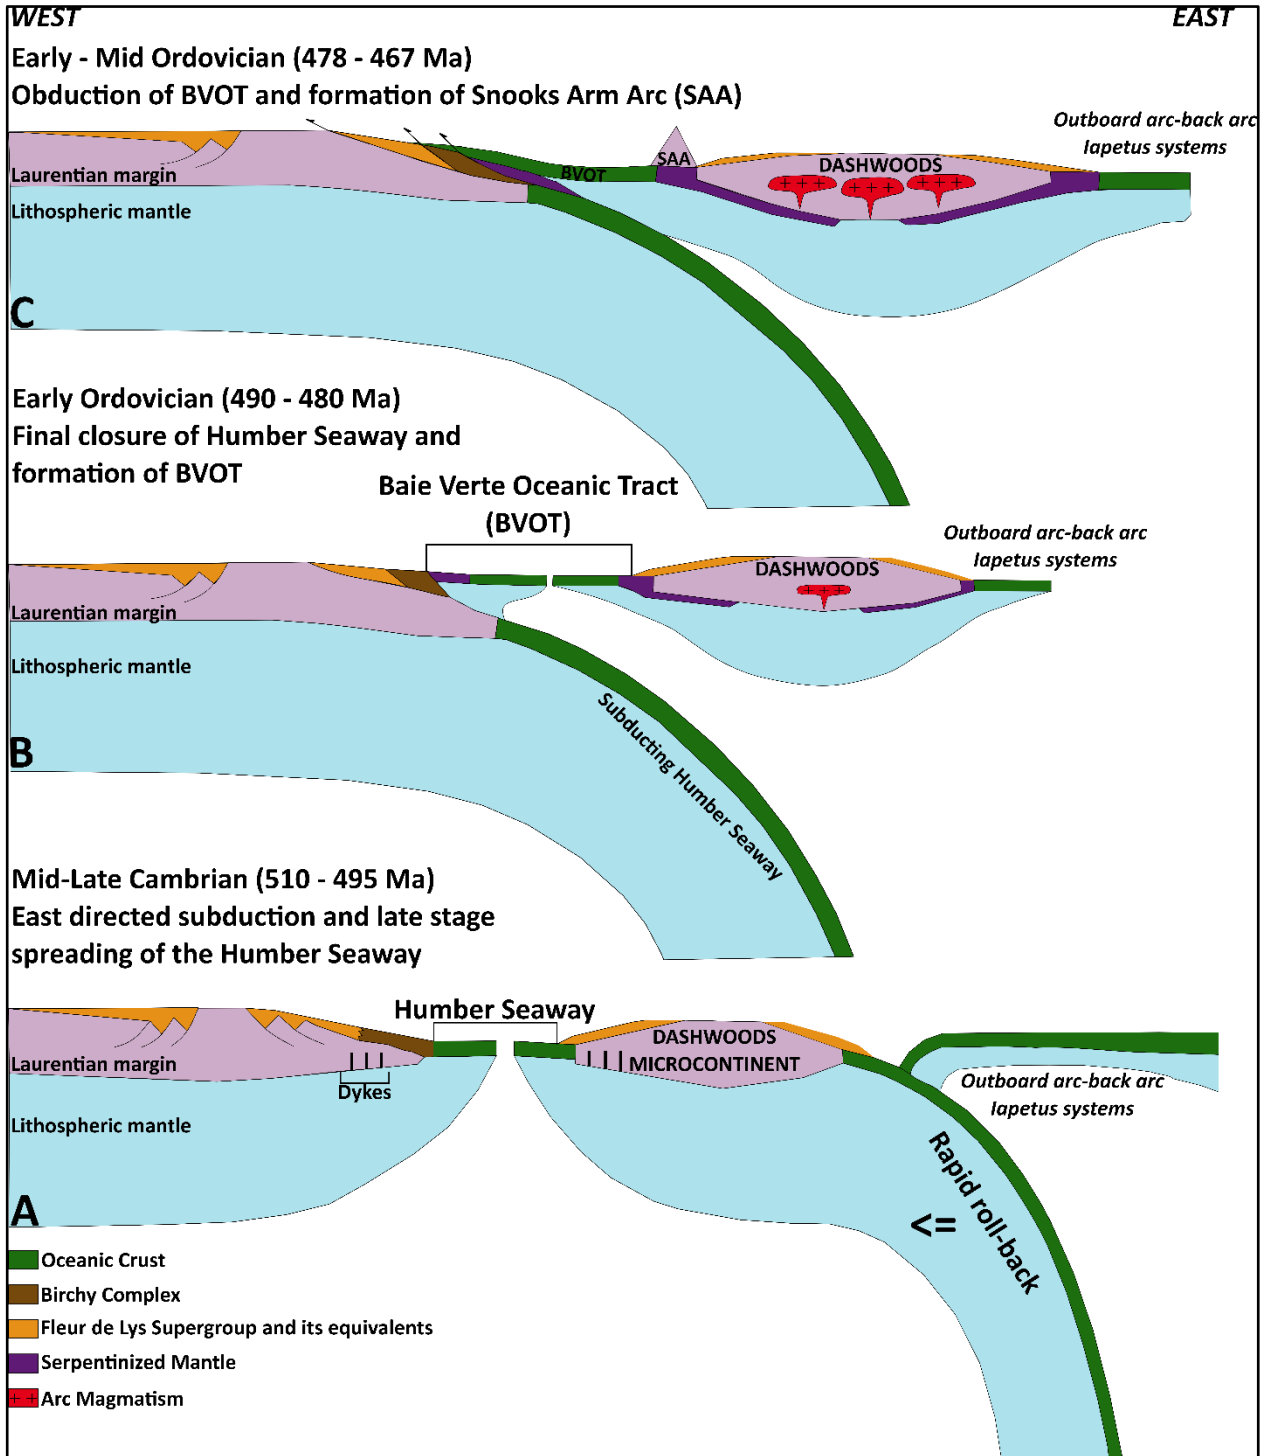 WEST
EAST
Early - Mid Ordovician (478 - 467 Ma)
Obduction of BVOT and formation of Snooks Arm Arc (SAA)
Outboard arc-back arc
Iapetus systems
SAA
DASHWOODS
BVOT
Laurentian margin
Lithospheric mantle
C
Early Ordovician (490 - 480 Ma)
Final closure of Humber Seaway and
formation of BVOT
Baie Verte Oceanic Tract
(BVOT)
Outboard arc-back arc
Iapetus systems
DASHWOODS
Laurentian margin
Lithospheric mantle
Subducting Humber Seaway
B
Mid-Late Cambrian (510 - 495 Ma)
East directed subduction and late stage
spreading of the Humber Seaway
Humber Seaway
DASHWOODS
MICROCONTINENT
Laurentian margin
Dykes
Outboard arc-back arc
Iapetus systems
Lithospheric mantle
Rapid roll-back
<=
A
Oceanic Crust
Birchy Complex
Fleur de Lys Supergroup and its equivalents
Serpentinized Mantle
Arc Magmatism